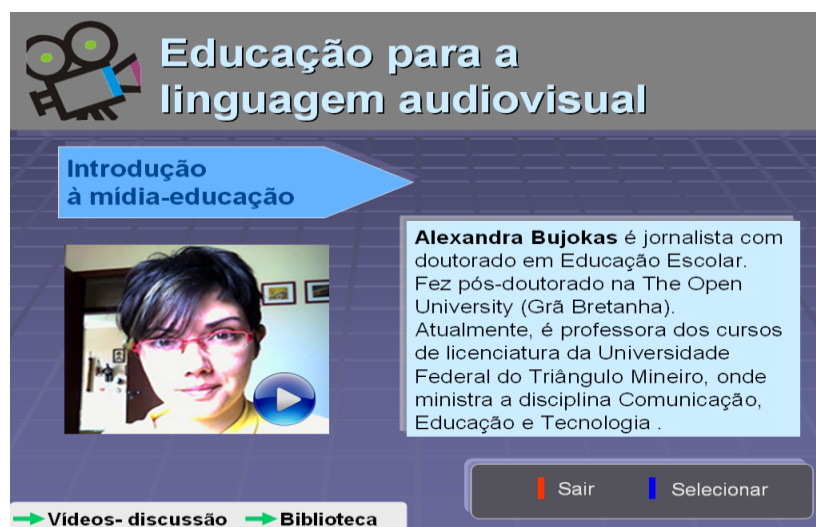 Educação para a
linguagem audiovisual
Introdução
à mídia-educação
Alexandra Bujokas é jornalista com
doutorado em Educação Escolar.
Fez pós-doutorado na The Open
University (Grã Bretanha).
Atualmente, é professora dos cursos
de licenciatura da Universidade
Federal do Triângulo Mineiro, onde
ministra a disciplina Comunicação,
Educação e Tecnologia .
Sair
Selecionar
Vídeos- discussão
Biblioteca